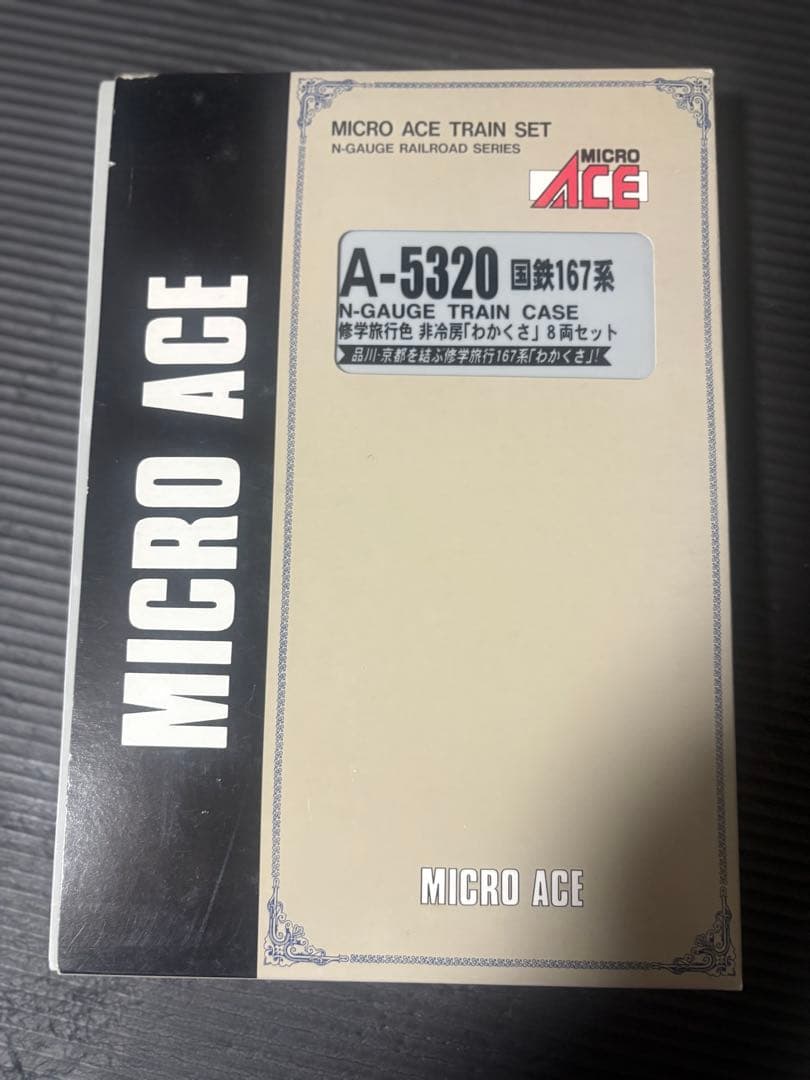 MICRO ACE
MICRO ACE TRAIN SET
N-GAUGE RAILROAD SERIES
MICRO
ACE
A-5320 国鉄167系
N-GAUGE TRAIN CASE
修学旅行色 非冷房「わかくさ」 8両セット
品川・京都を結ぶ修学旅行167系「わかくさ」!
MICRO ACE